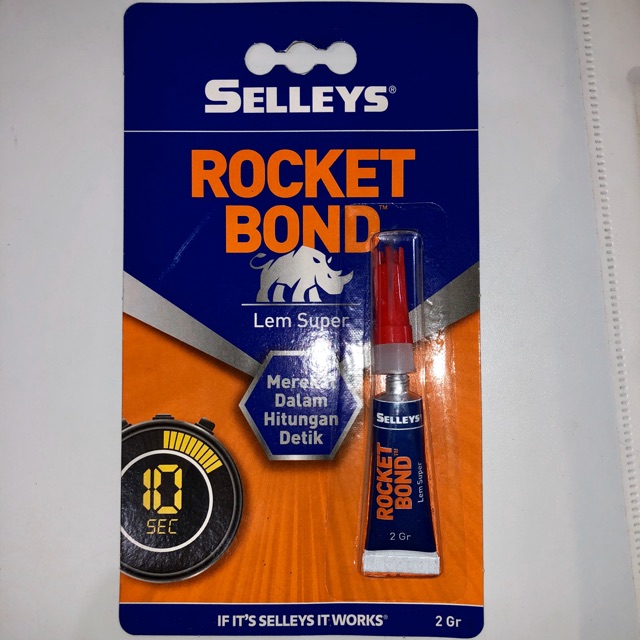 SELLEYS®
ROCKET
BOND™
Lem Super
Merekat
Dalam
Hitungan
Detik
10
SEC
SELLEYS
ROCKET
BOND™
Lem Super
2 Gr
IF IT'S SELLEYS IT WORKS®
2 Gr